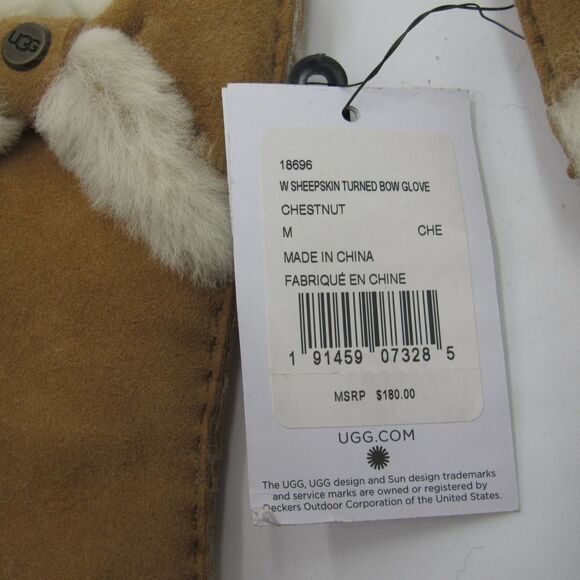 UGG
18696
W SHEEPSKIN TURNED BOW GLOVE
CHESTNUT
M CHE
MADE IN CHINA
FABRIQUÉ EN CHINE
1 91459 07328 5
MSRP $180.00
UGG.COM
The UGG, UGG design and Sun design trademarks
and service marks are owned or registered by
Deckers Outdoor Corporation of the United States.